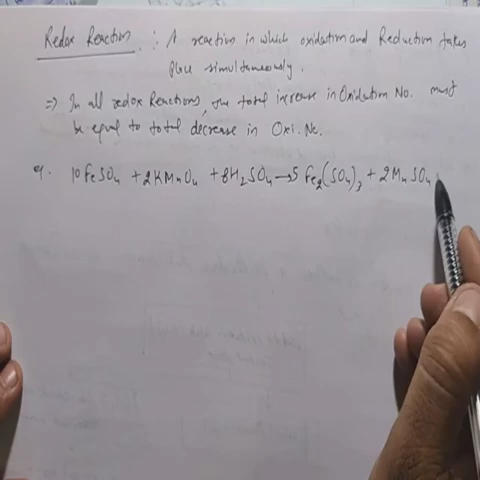 Redox Reaction :: A reaction in which oxidation and Reduction takes
place simultaneously.
=> In all redox Reactions, the total increase in Oxidation No. must
be equal to total decrease in Oxi. No.
eg. 10 FeSO₄ + 2KMnO₄ + 8H₂SO₄ → 5 Fe₂(SO₄)₃ + 2MnSO₄